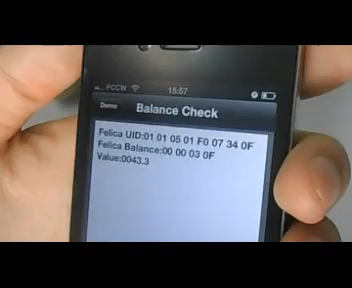 PCCW 15:57
Demo Balance Check
Felica UID:01 01 05 01 F0 07 34 0F
Felica Balance:00 00 03 0F
Value:0043.3